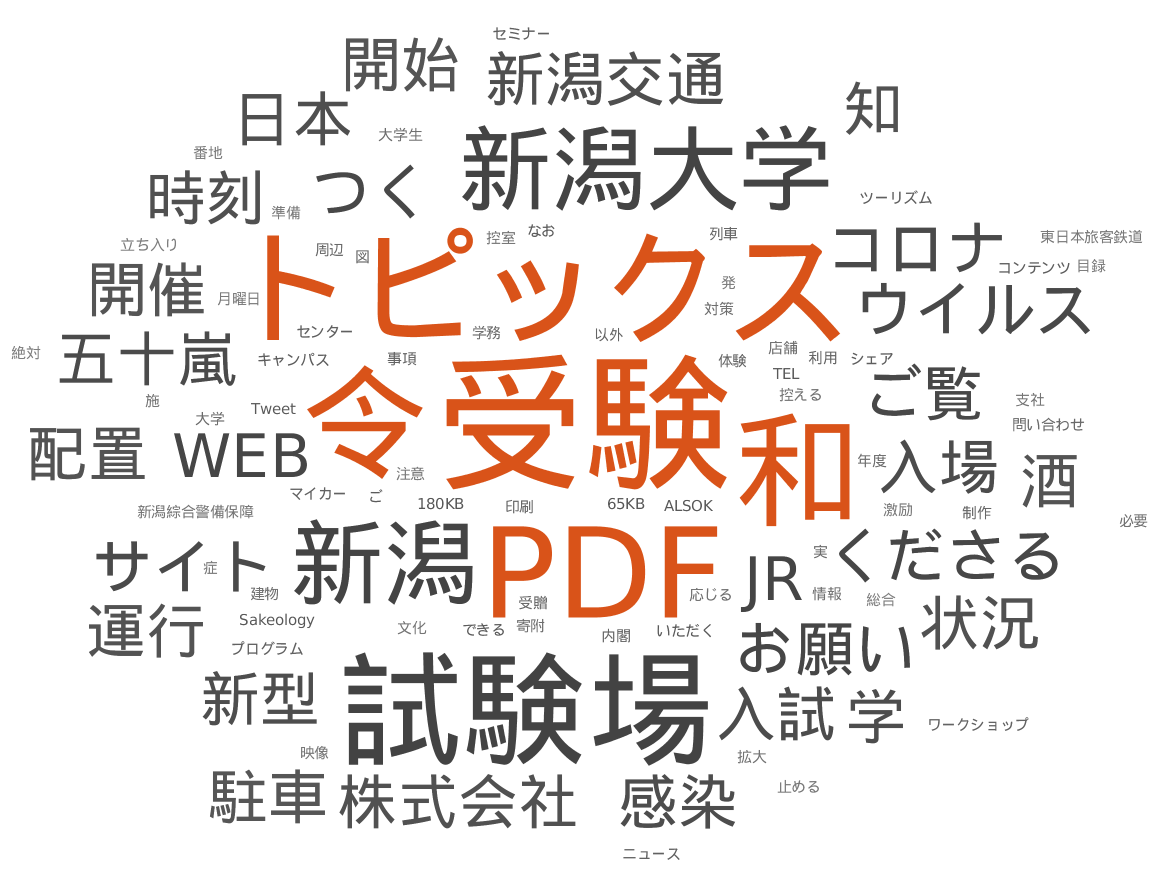 セミナー
開始
新潟交通
日本
知
大学生
新潟大学
番地
時刻
つく
準備
ツーリズム
立ち入り
周辺
図
控室
なお
列車
コロナ
東日本旅客鉄道
開催
月曜日
トピックス
発
対策
コンテンツ
目録
ウイルス
センター
学務
以外
絶対
五十嵐
キャンパス
事項
体験
店舗
利用
シェア
TEL
控える
ご覧
施
大学
Tweet
令
受験
和
支社
問い合わせ
配置
WEB
注意
年度
入場
酒
マイカー
ご
180KB
印刷
65KB
ALSOK
新潟綜合警備保障
激励
制作
必要
サイト
症
新潟
PDF
JR
実
くださる
建物
受贈
応じる
情報
総合
運行
Sakeology
文化
できる
寄附
内閣
いただく
お願い
状況
プログラム
新型
試験場
入試
学
ワークショップ
映像
拡大
駐車
株式会社
感染
止める
ニュース